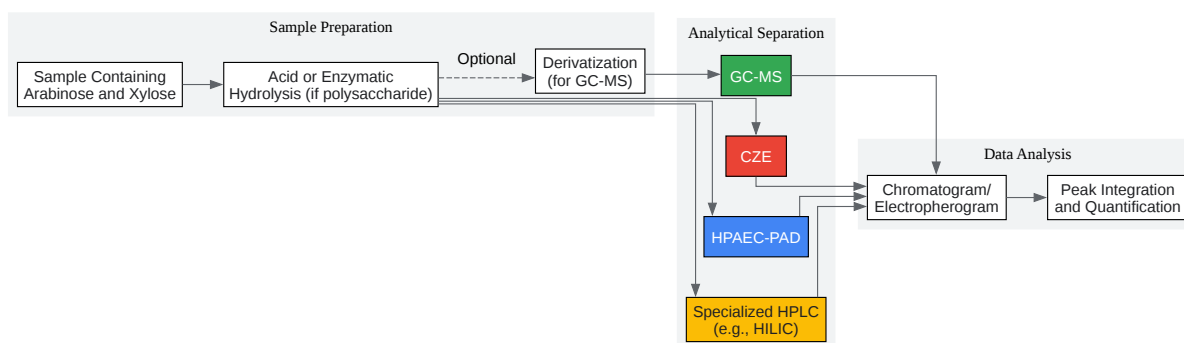 Sample Preparation
Sample Containing
Arabinose and Xylose
Acid or Enzymatic
Hydrolysis (if polysaccharide)
Optional
Derivatization
(for GC-MS)
Analytical Separation
GC-MS
CZE
HPAEC-PAD
Specialized HPLC
(e.g., HILIC)
Data Analysis
Chromatogram/
Electropherogram
Peak Integration
and Quantification